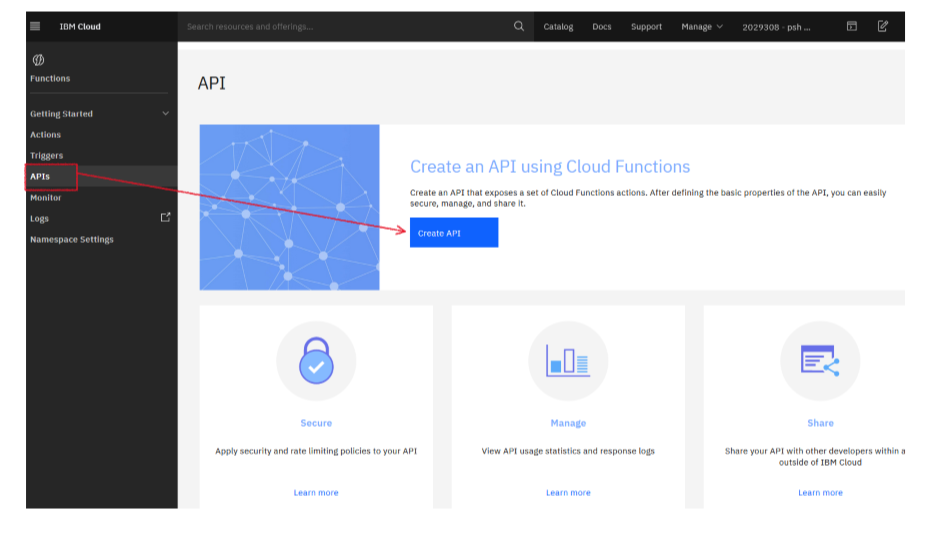 IBM Cloud
Search resources and offerings...
Catalog
Docs
Support
Manage
2029308 - psh ...
Functions
Getting Started
Actions
Triggers
APIs
Monitor
Logs
Namespace Settings
API
Create an API using Cloud Functions
Create an API that exposes a set of Cloud Functions actions. After defining the basic properties of the API, you can easily
secure, manage, and share it.
Create API
Secure
Apply security and rate limiting policies to your API
Learn more
Manage
View API usage statistics and response logs
Learn more
Share
Share your API with other developers within a
outside of IBM Cloud
Learn more